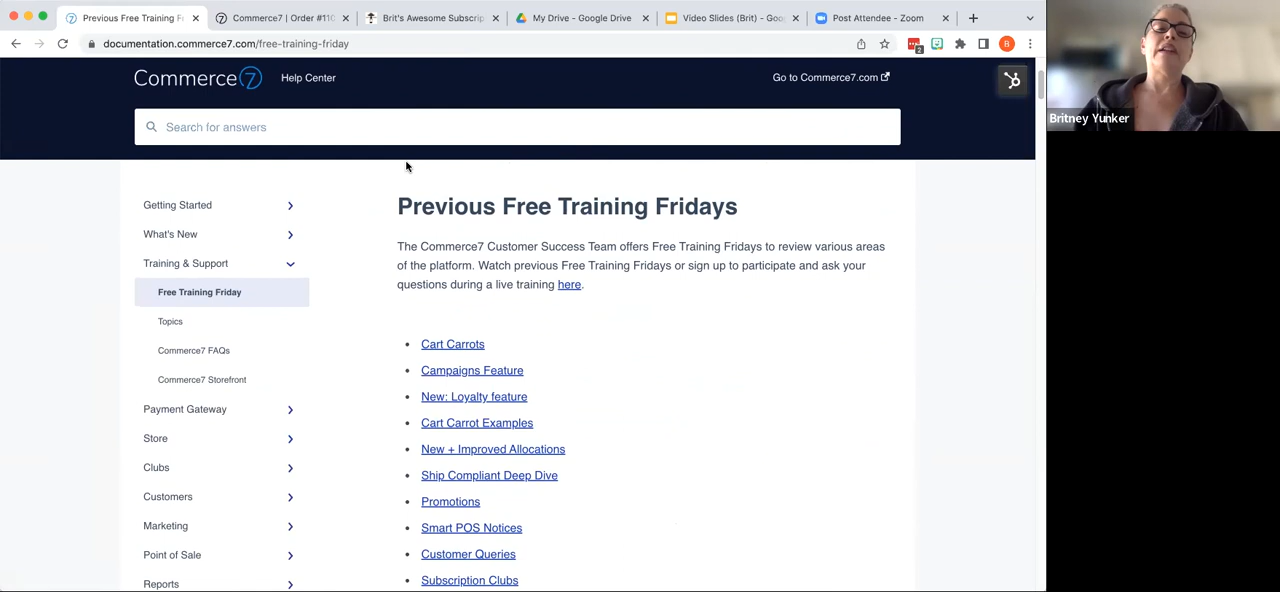 Previous Free Training Fr
Commerce7 | Order #110
Brit's Awesome Subscrip
My Drive - Google Drive
Video Slides (Brit) - Goo
Post Attendee - Zoom
documentation.commerce7.com/free-training-friday
2
B
Commerce7
Help Center
Go to Commerce7.com
Search for answers
Britney Yunker
Getting Started
What's New
Training & Support
Free Training Friday
Topics
Commerce7 FAQs
Commerce7 Storefront
Payment Gateway
Store
Clubs
Customers
Marketing
Point of Sale
Reports
Previous Free Training Fridays
The Commerce7 Customer Success Team offers Free Training Fridays to review various areas
of the platform. Watch previous Free Training Fridays or sign up to participate and ask your
questions during a live training here.
Cart Carrots
Campaigns Feature
New: Loyalty feature
Cart Carrot Examples
New + Improved Allocations
Ship Compliant Deep Dive
Promotions
Smart POS Notices
Customer Queries
Subscription Clubs